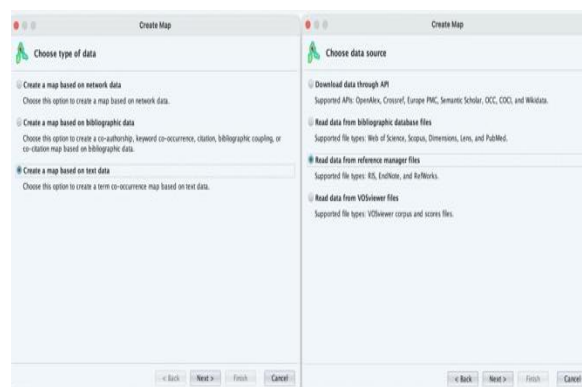 Create Map
Choose type of data
Create a map based on network data
Choose this option to create a map based on network data.
Create a map based on bibliographic data
Choose this option to create a co-authorship, keyword co-occurrence, citation, bibliographic coupling, or
co-citation map based on bibliographic data.
Create a map based on text data
Choose this option to create a term co-occurrence map based on text data.
< Back Next > Finish Cancel
Create Map
Choose data source
Download data through API
Supported APIs: OpenAlex, Crossref, Europe PMC, Semantic Scholar, OCC, COCI, and Wikidata.
Read data from bibliographic database files
Supported file types: Web of Science, Scopus, Dimensions, Lens, and PubMed.
Read data from reference manager files
Supported file types: RIS, EndNote, and RefWorks.
Read data from VOSviewer files
Supported file types: VOSviewer corpus and scores files.
< Back Next > Finish Cancel